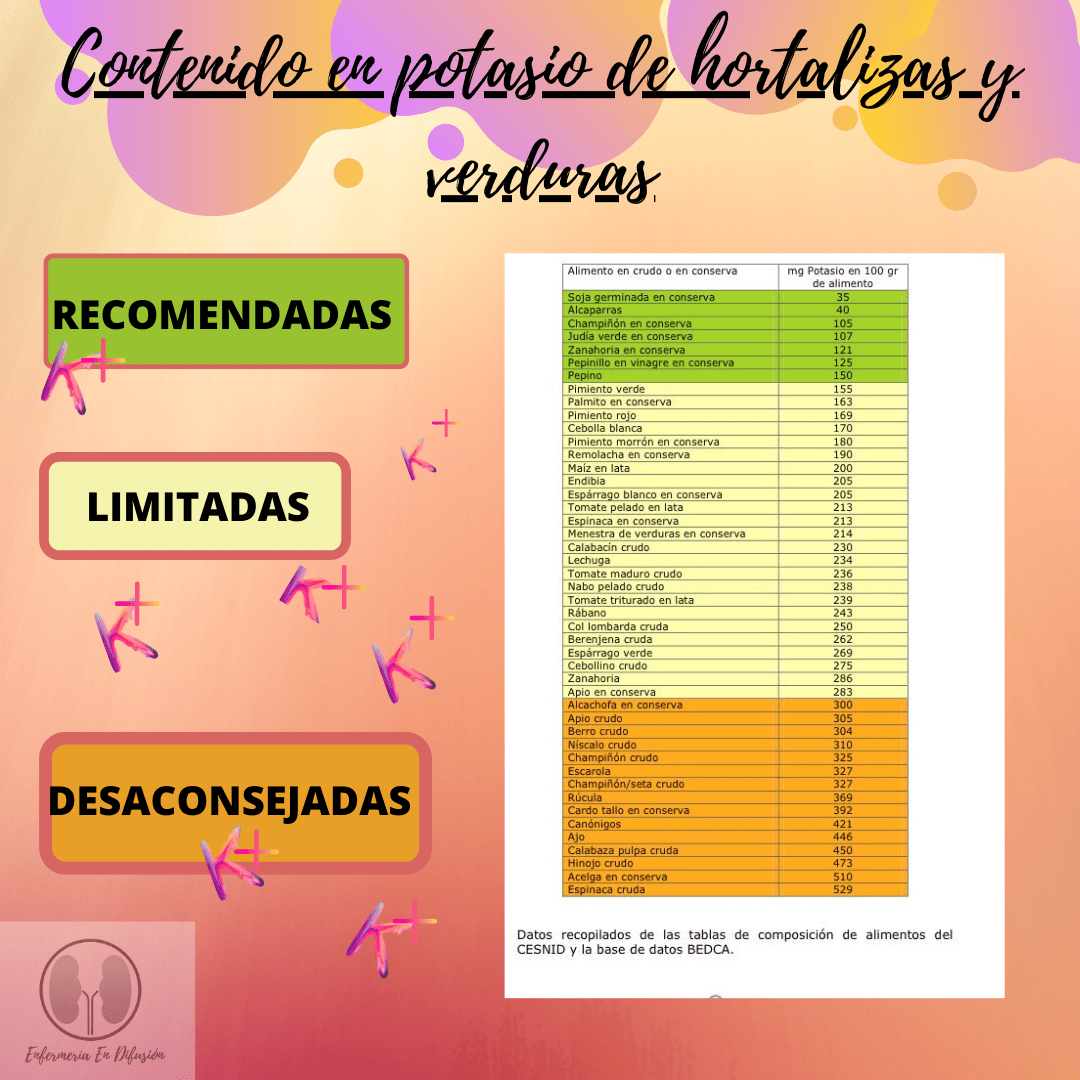 Contenido en potasio de hortalizas y
verduras
RECOMENDADAS
K+
LIMITADAS
K+
K+
K+
K+
DESACONSEJADAS
K+
K+
Enfermería En Difusión
Alimento en crudo o en conserva mg Potasio en 100 gr
de alimento
Soja germinada en conserva 35
Alcaparras 40
Champiñón en conserva 105
Judía verde en conserva 107
Zanahoria en conserva 121
Pepinillo en vinagre en conserva 125
Pepino 150
Pimiento verde 155
Palmito en conserva 163
Pimiento rojo 169
Cebolla blanca 170
Pimiento morrón en conserva 180
Remolacha en conserva 190
Maíz en lata 200
Endibia 205
Espárrago blanco en conserva 205
Tomate pelado en lata 213
Espinaca en conserva 213
Menestra de verduras en conserva 214
Calabacín crudo 230
Lechuga 234
Tomate maduro crudo 236
Nabo pelado crudo 238
Tomate triturado en lata 239
Rábano 243
Col lombarda cruda 250
Berenjena cruda 262
Espárrago verde 269
Cebollino crudo 275
Zanahoria 286
Apio en conserva 283
Alcachofa en conserva 300
Apio crudo 305
Berro crudo 304
Níscalo crudo 310
Champiñón crudo 325
Escarola 327
Champiñón/seta crudo 327
Rúcula 369
Cardo tallo en conserva 392
Canónigos 421
Ajo 446
Calabaza pulpa cruda 450
Hinojo crudo 473
Acelga en conserva 510
Espinaca cruda 529
Datos recopilados de las tablas de composición de alimentos del
CESNID y la base de datos BEDCA.